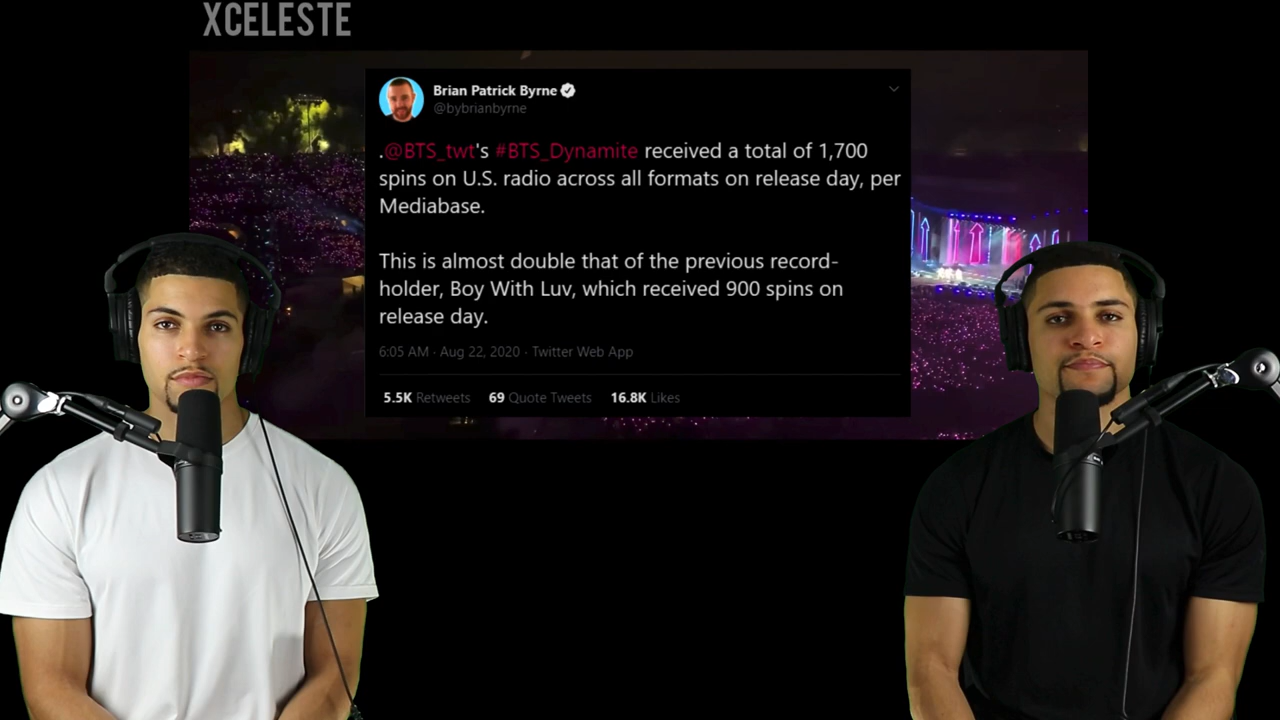 XCELESTE
Brian Patrick Byrne
@bybrianbyrne
.@BTS_twt's #BTS_Dynamite received a total of 1,700
spins on U.S. radio across all formats on release day, per
Mediabase.
This is almost double that of the previous record-
holder, Boy With Luv, which received 900 spins on
release day.
6:05 AM · Aug 22, 2020 · Twitter Web App
5.5K Retweets 69 Quote Tweets 16.8K Likes